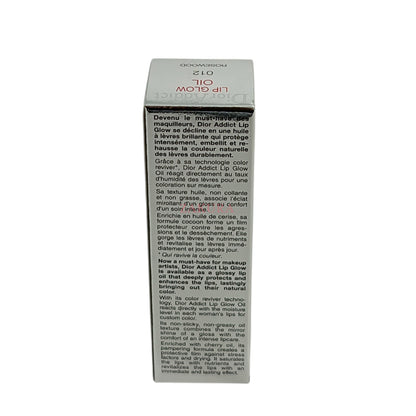 Dior Addict
LIP GLOW
OIL
012
ROSEWOOD
Devenu le must-have des
maquilleurs, Dior Addict Lip
Glow se décline en une huile
à lèvres brillante qui protège
intensément, embellit et re-
hausse la couleur naturelle
des lèvres durablement.
Grâce à sa technologie color
reviver*, Dior Addict Lip Glow
Oil réagit directement au taux
d'humidité des lèvres pour une
coloration sur mesure.
Sa texture huile, non collante
et non grasse, associe l'éclat
miroitant d'un gloss au confort
d'un soin intense.
Enrichie en huile de cerise, sa
formule cocoon forme un film
protecteur contre les agres-
sions et le dessèchement. Elle
gorge les lèvres de nutriments
et revitalise les lèvres immé-
diatement et jour après jour.
* Qui ravive la couleur.
Now a must-have for makeup
artists, Dior Addict Lip Glow
is available as a glossy lip
oil that deeply protects and
enhances the lips, lastingly
bringing out their natural
color.
With its color reviver techno-
logy, Dior Addict Lip Glow Oil
reacts directly with the moisture
level in each woman's lips for
custom color.
Its non-sticky, non-greasy oil
texture combines the mirror
shine of a gloss with the
comfort of an intense lipcare.
Enriched with cherry oil, its
pampering formula creates a
protective film against stress
factors and drying. It saturates
the lips with nutrients and
revitalizes the lips with an
immediate and lasting effect.